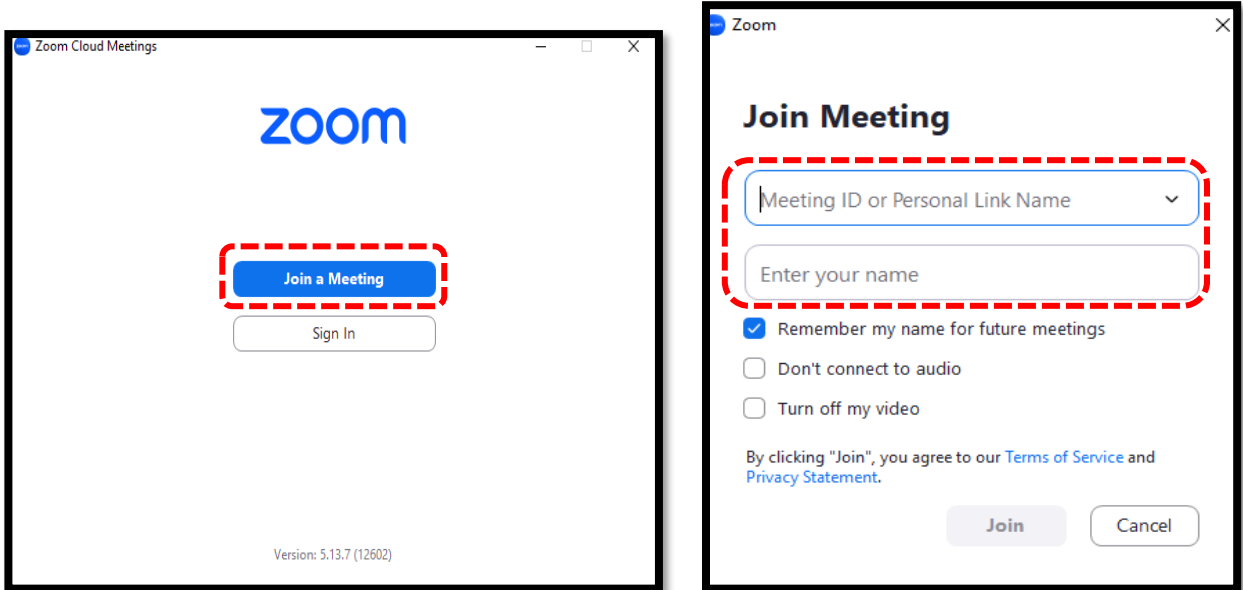 Zoom Cloud Meetings
zoom
Join a Meeting
Sign In
Version: 5.13.7 (12602)
Zoom
Join Meeting
Meeting ID or Personal Link Name
Enter your name
Remember my name for future meetings
Don't connect to audio
Turn off my video
By clicking "Join", you agree to our Terms of Service and
Privacy Statement.
Join
Cancel